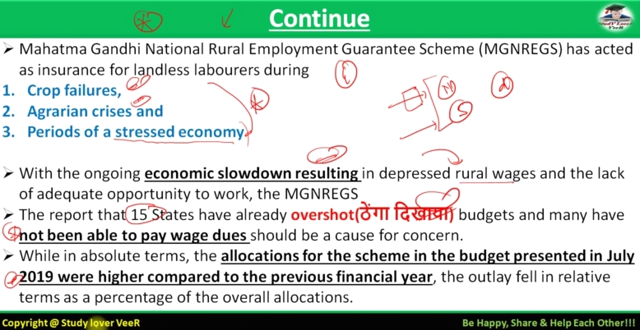 Continue
➢ Mahatma Gandhi National Rural Employment Guarantee Scheme (MGNREGS) has acted
as insurance for landless labourers during
1. Crop failures,
2. Agrarian crises and
3. Periods of a stressed economy
➢ With the ongoing economic slowdown resulting in depressed rural wages and the lack
of adequate opportunity to work, the MGNREGS
➢ The report that 15 States have already overshot(ठेंगा दिखाया) budgets and many have
not been able to pay wage dues should be a cause for concern.
➢ While in absolute terms, the allocations for the scheme in the budget presented in July
2019 were higher compared to the previous financial year, the outlay fell in relative
terms as a percentage of the overall allocations.
Copyright @ Study lover VeeR
Be Happy, Share & Help Each Other!!!